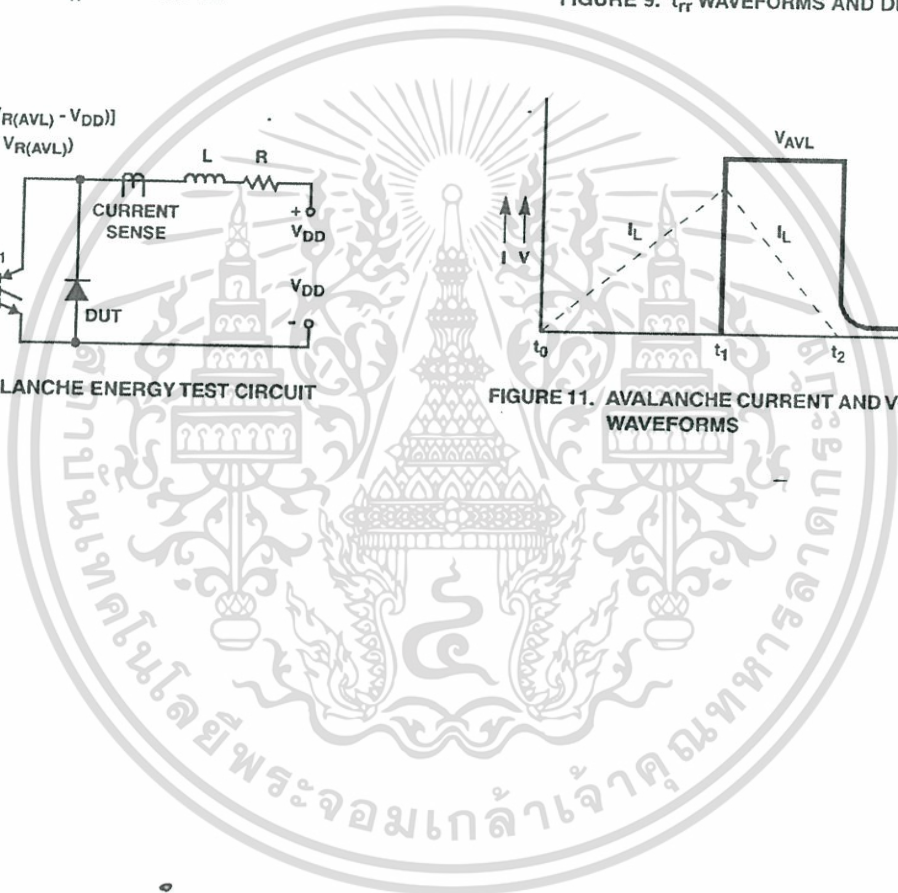 FIGURE 9. trr WAVEFORMS AND
R(AVL) - VDD)]
VR(AVL))
L R
CURRENT
SENSE
+
VDD
VDD
-
DUT
1
LANCHE ENERGY TEST CIRCUIT
VAVL
IL
IL
I V
t0 t1 t2
FIGURE 11. AVALANCHE CURRENT AND V
WAVEFORMS
สถาบันเทคโนโลยีพระจอมเกล้าเจ้าคุณทหารลาดกระบัง